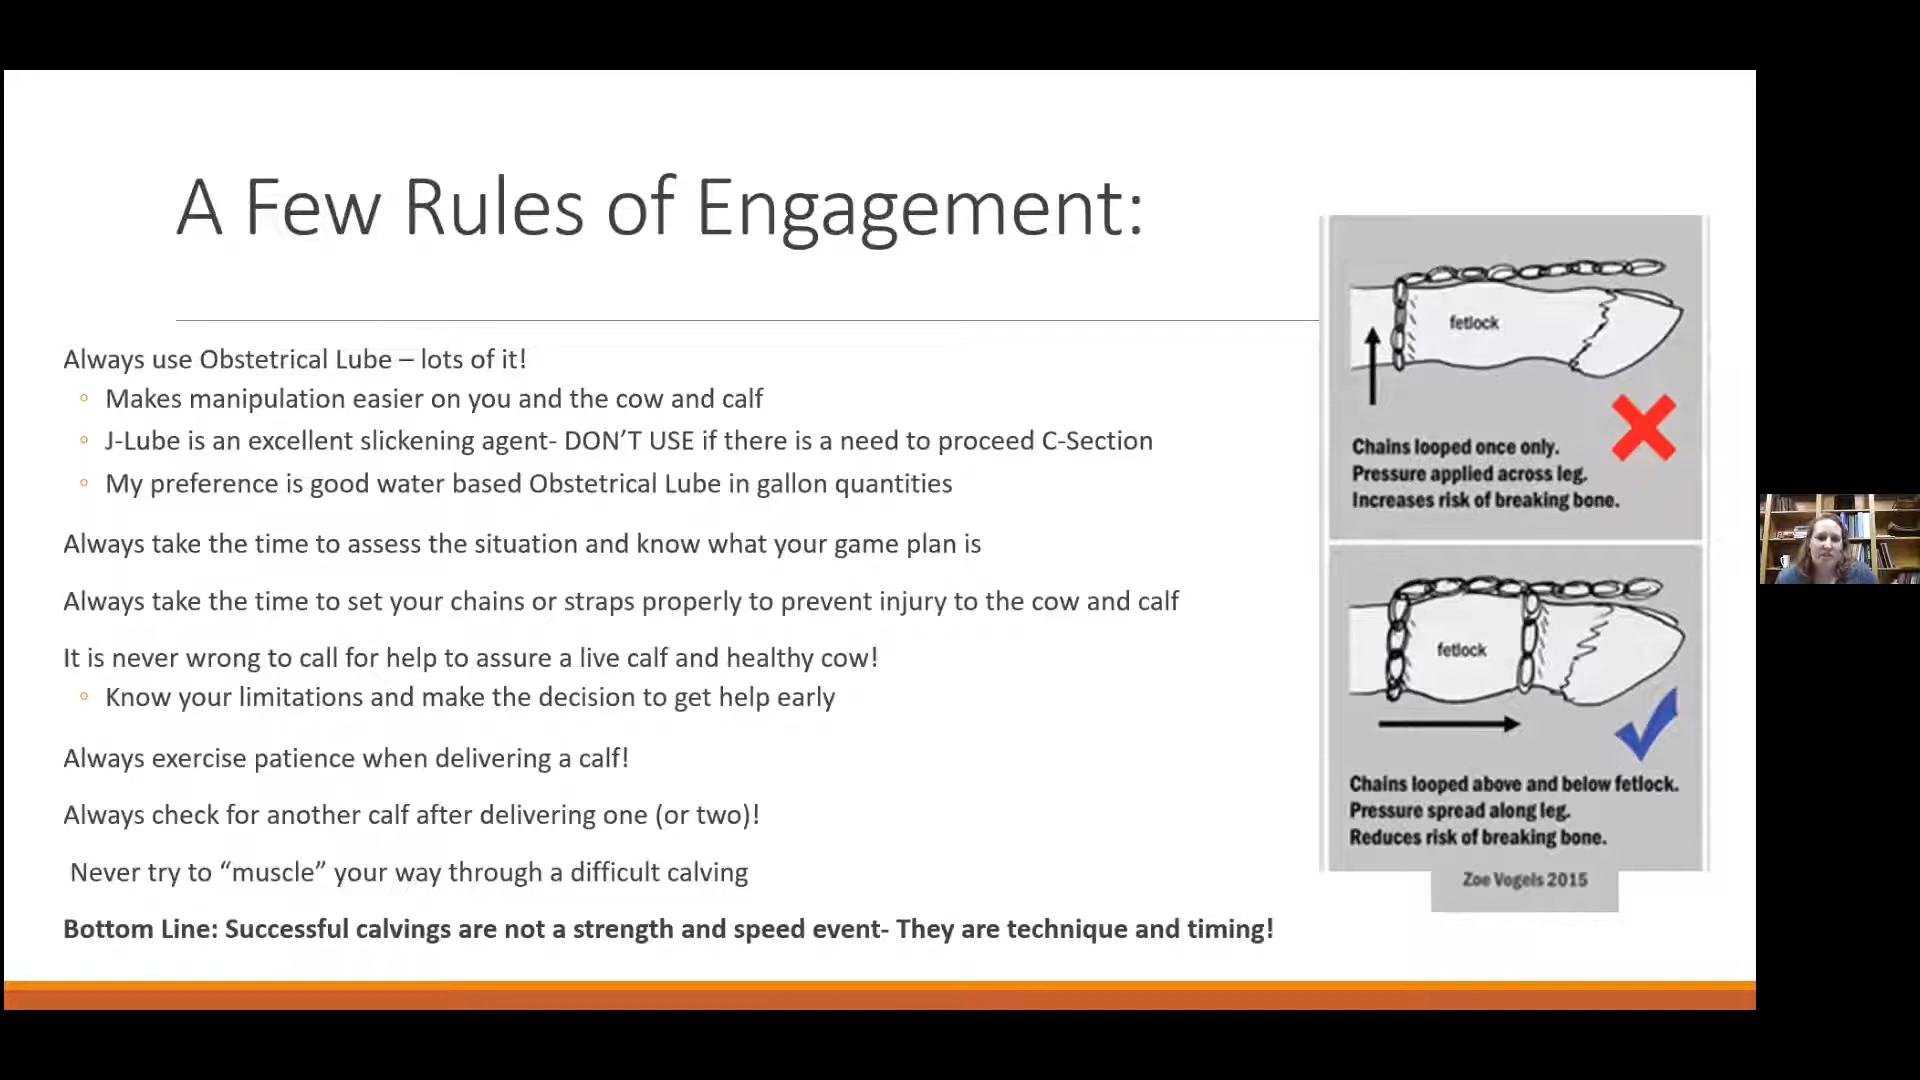 A Few Rules of Engagement:
Always use Obstetrical Lube – lots of it!
Makes manipulation easier on you and the cow and calf
J-Lube is an excellent slickening agent- DON’T USE if there is a need to proceed C-Section
My preference is good water based Obstetrical Lube in gallon quantities
Always take the time to assess the situation and know what your game plan is
Always take the time to set your chains or straps properly to prevent injury to the cow and calf
It is never wrong to call for help to assure a live calf and healthy cow!
Know your limitations and make the decision to get help early
Always exercise patience when delivering a calf!
Always check for another calf after delivering one (or two)!
Never try to “muscle” your way through a difficult calving
Bottom Line: Successful calvings are not a strength and speed event- They are technique and timing!
fetlock
Chains looped once only.
Pressure applied across leg.
Increases risk of breaking bone.
fetlock
Chains looped above and below fetlock.
Pressure spread along leg.
Reduces risk of breaking bone.
Zoe Vogels 2015